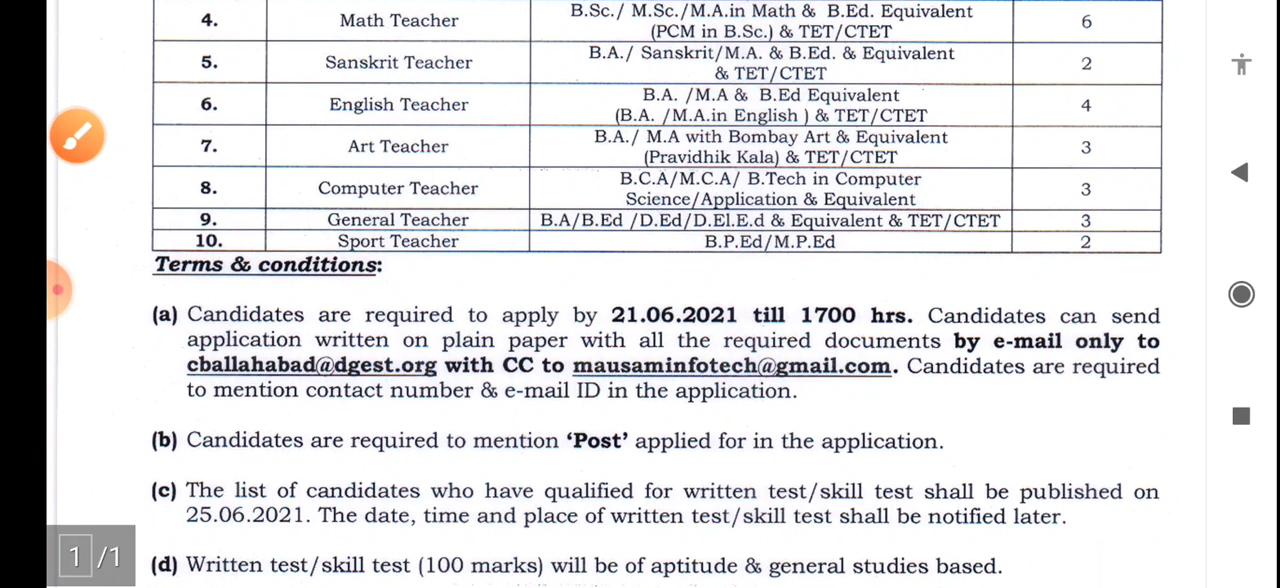 4. Math Teacher B.Sc./ M.Sc./M.A.in Math & B.Ed. Equivalent (PCM in B.Sc.) & TET/CTET 6
5. Sanskrit Teacher B.A./ Sanskrit/M.A. & B.Ed. & Equivalent & TET/CTET 2
6. English Teacher B.A. /M.A & B.Ed Equivalent (B.A. /M.A.in English ) & TET/CTET 4
7. Art Teacher B.A./ M.A with Bombay Art & Equivalent (Pravidhik Kala) & TET/CTET 3
8. Computer Teacher B.C.A/M.C.A/ B.Tech in Computer Science/Application & Equivalent 3
9. General Teacher B.A/B.Ed /D.Ed/D.El.E.d & Equivalent & TET/CTET 3
10. Sport Teacher B.P.Ed/M.P.Ed 2
Terms & conditions:
(a) Candidates are required to apply by 21.06.2021 till 1700 hrs. Candidates can send
application written on plain paper with all the required documents by e-mail only to
cballahabad@dgest.org with CC to mausaminfotech@gmail.com. Candidates are required
to mention contact number & e-mail ID in the application.
(b) Candidates are required to mention ‘Post’ applied for in the application.
(c) The list of candidates who have qualified for written test/skill test shall be published on
25.06.2021. The date, time and place of written test/skill test shall be notified later.
(d) Written test/skill test (100 marks) will be of aptitude & general studies based.
1 /1